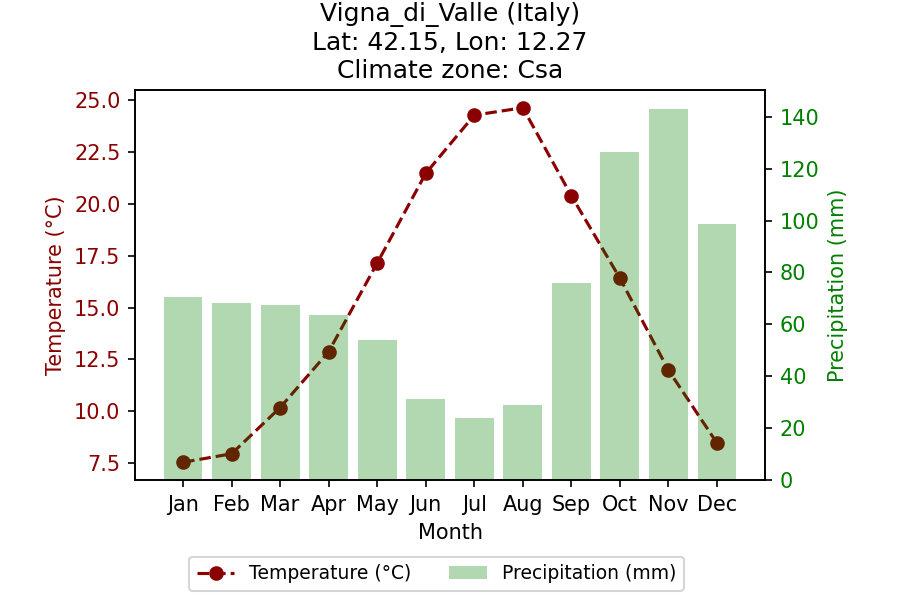 Vigna_di_Valle (Italy)
Lat: 42.15, Lon: 12.27
Climate zone: Csa
Temperature (°C)
25.0
22.5
20.0
17.5
15.0
12.5
10.0
7.5
140
120
100
80
60
40
20
0
Precipitation (mm)
Jan Feb Mar Apr May Jun Jul Aug Sep Oct Nov Dec
Month
Temperature (°C) Precipitation (mm)